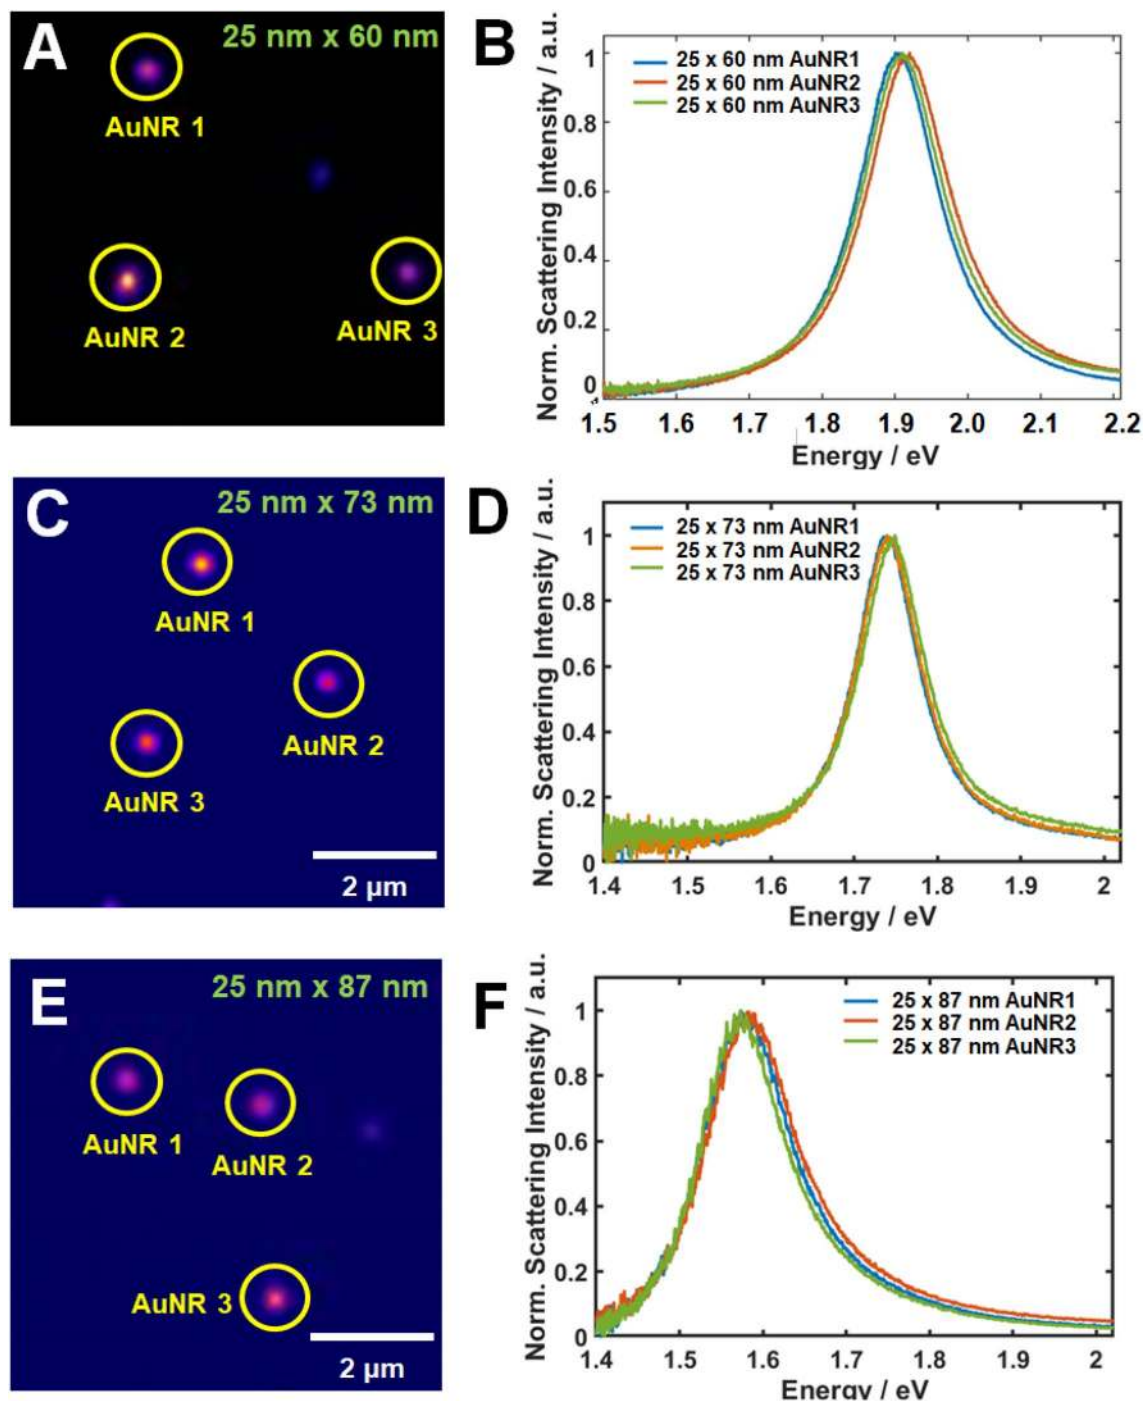 A
25 nm x 60 nm
AuNR 1
AuNR 2
AuNR 3
B
Norm. Scattering Intensity / a.u.
1
0.8
0.6
0.4
0.2
0
25 x 60 nm AuNR1
25 x 60 nm AuNR2
25 x 60 nm AuNR3
1.5 1.6 1.7 1.8 1.9 2.0 2.1 2.2
Energy / eV
C
25 nm x 73 nm
AuNR 1
AuNR 2
AuNR 3
2 µm
D
Norm. Scattering Intensity / a.u.
1
0.8
0.6
0.4
0.2
0
25 x 73 nm AuNR1
25 x 73 nm AuNR2
25 x 73 nm AuNR3
1.4 1.5 1.6 1.7 1.8 1.9 2
Energy / eV
E
25 nm x 87 nm
AuNR 1
AuNR 2
AuNR 3
2 µm
F
Norm. Scattering Intensity / a.u.
1
0.8
0.6
0.4
0.2
0
25 x 87 nm AuNR1
25 x 87 nm AuNR2
25 x 87 nm AuNR3
1.4 1.5 1.6 1.7 1.8 1.9 2
Energy / eV